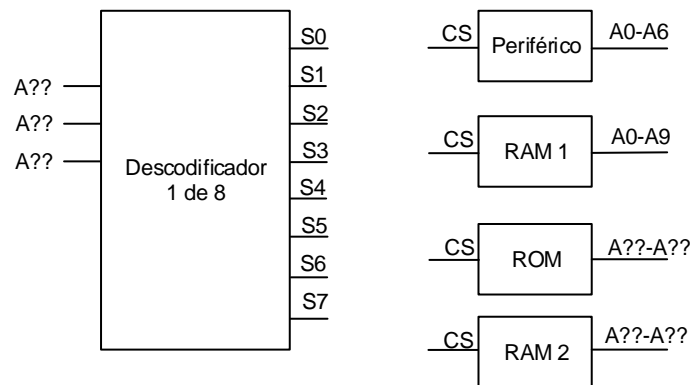 A??
A??
A??
Descodificador
1 de 8
S0
S1
S2
S3
S4
S5
S6
S7
CS
Periférico
A0-A6
CS
RAM 1
A0-A9
CS
ROM
A??-A??
CS
RAM 2
A??-A??